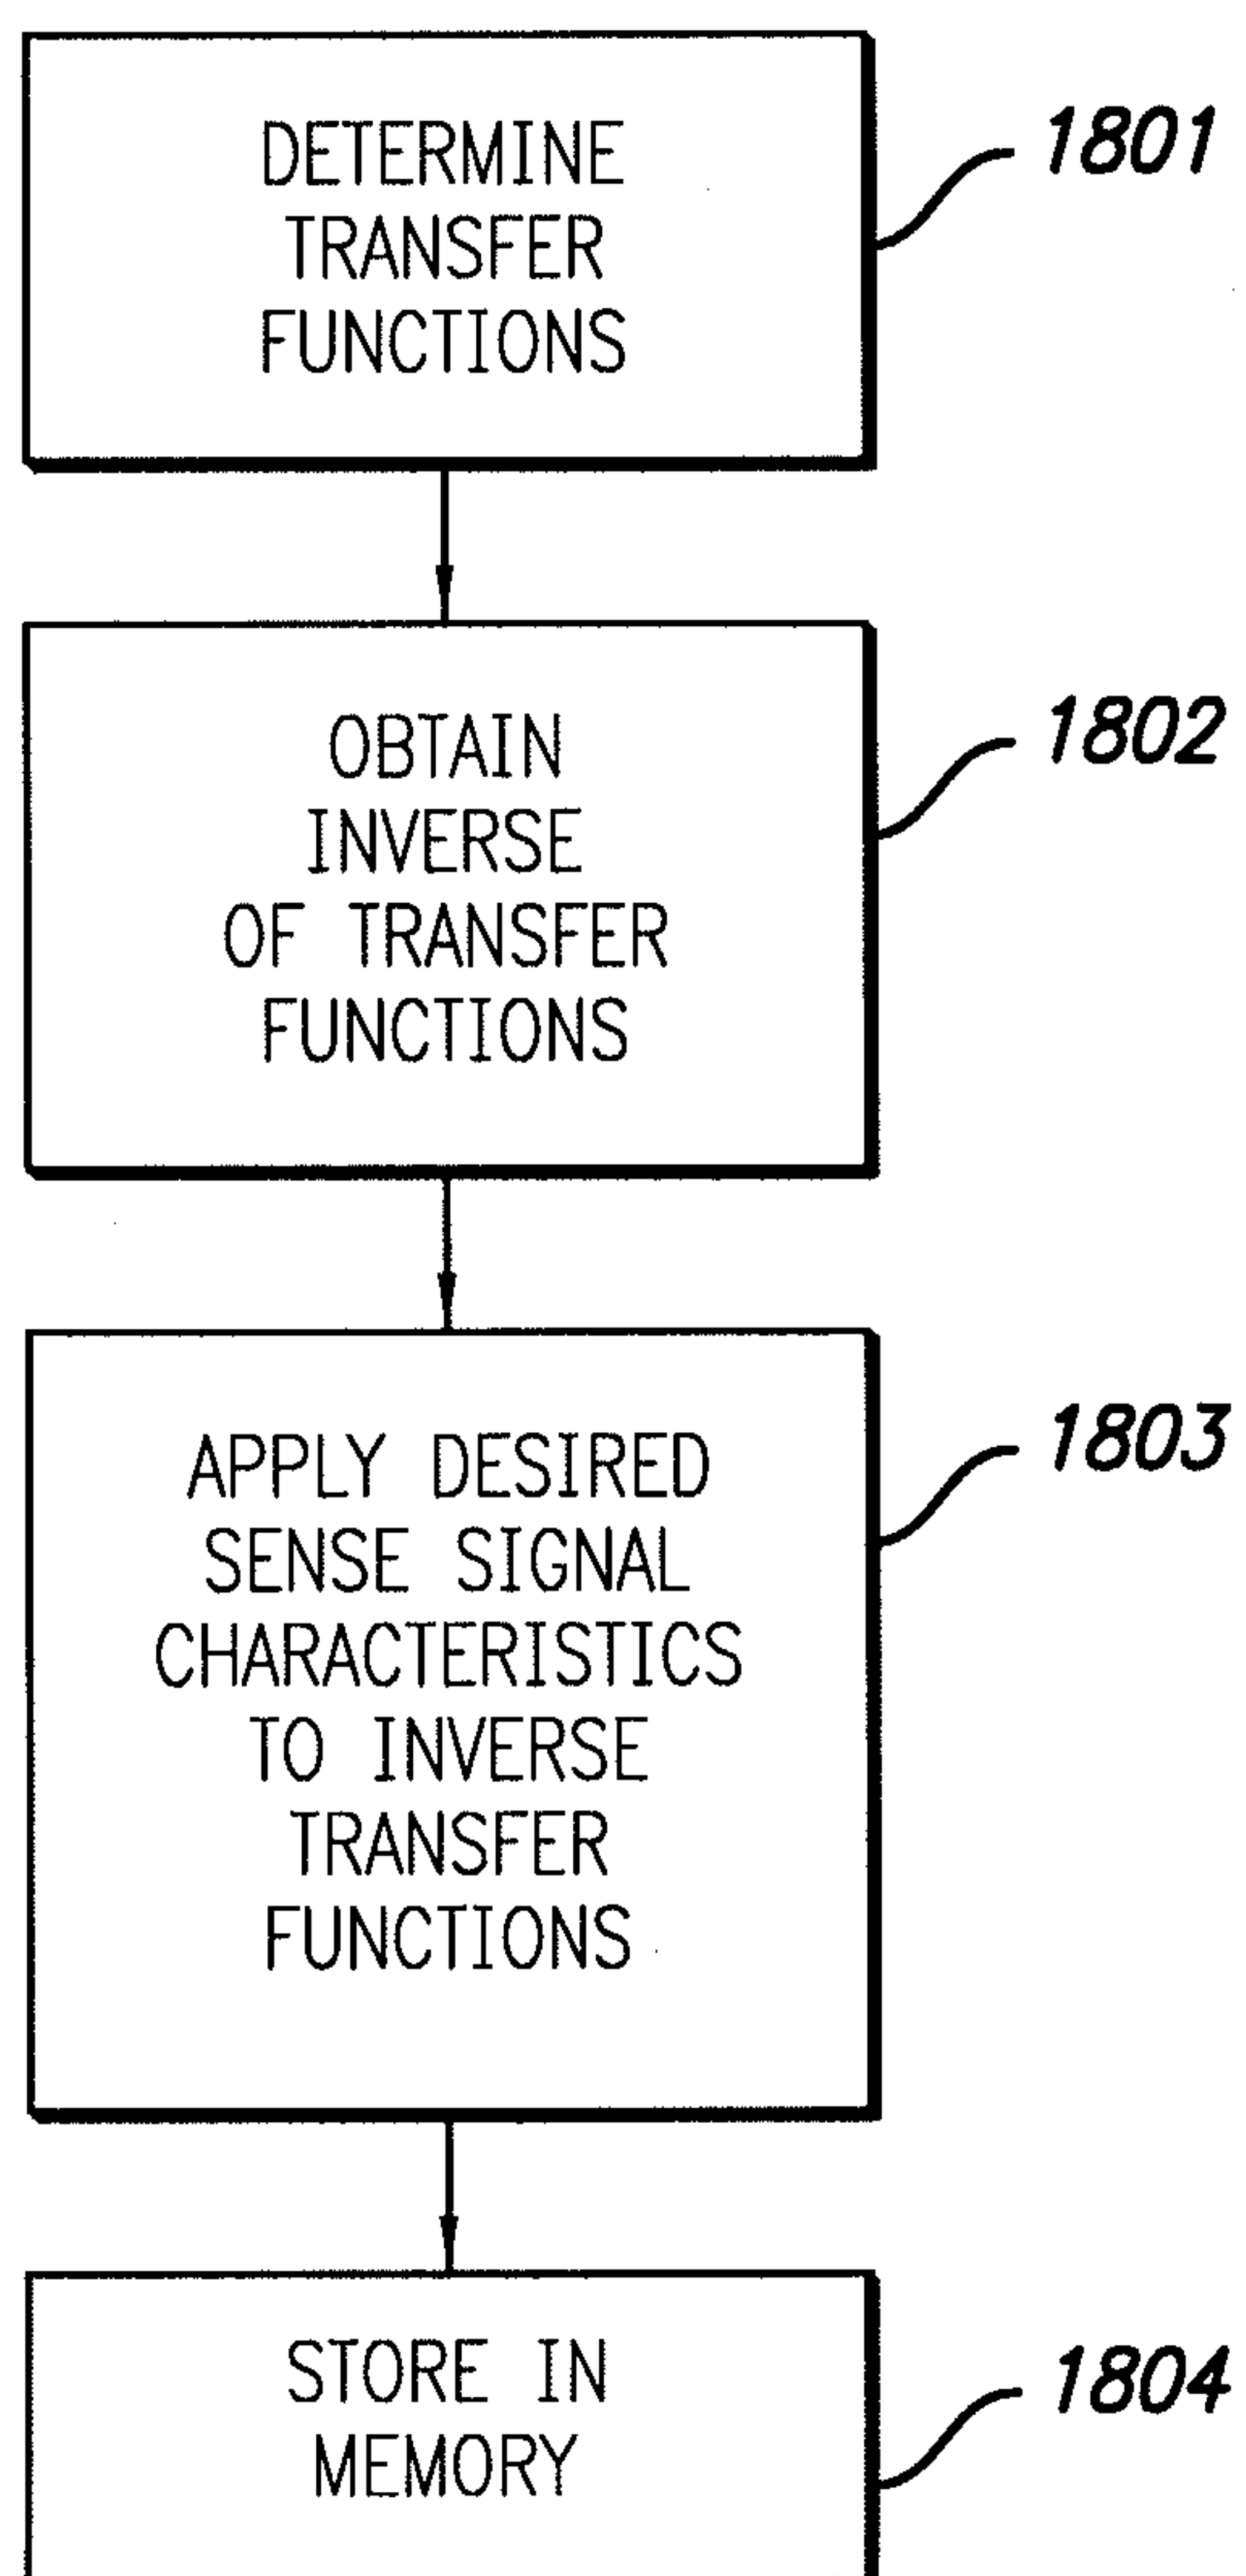 DETERMINE
TRANSFER
FUNCTIONS
1801
OBTAIN
INVERSE
OF TRANSFER
FUNCTIONS
1802
APPLY DESIRED
SENSE SIGNAL
CHARACTERISTICS
TO INVERSE
TRANSFER
FUNCTIONS
1803
STORE IN
MEMORY
1804